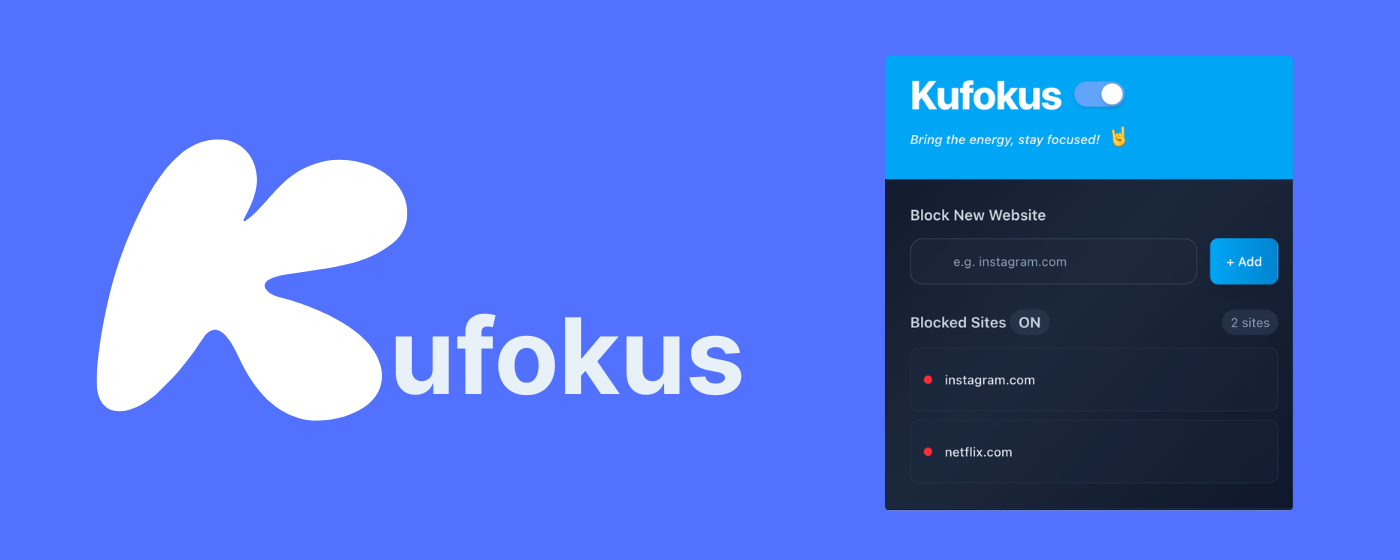 Kufokus
Kufokus
Bring the energy, stay focused! 🤘
Block New Website
e.g. instagram.com
+ Add
Blocked Sites ON
2 sites
instagram.com
netflix.com